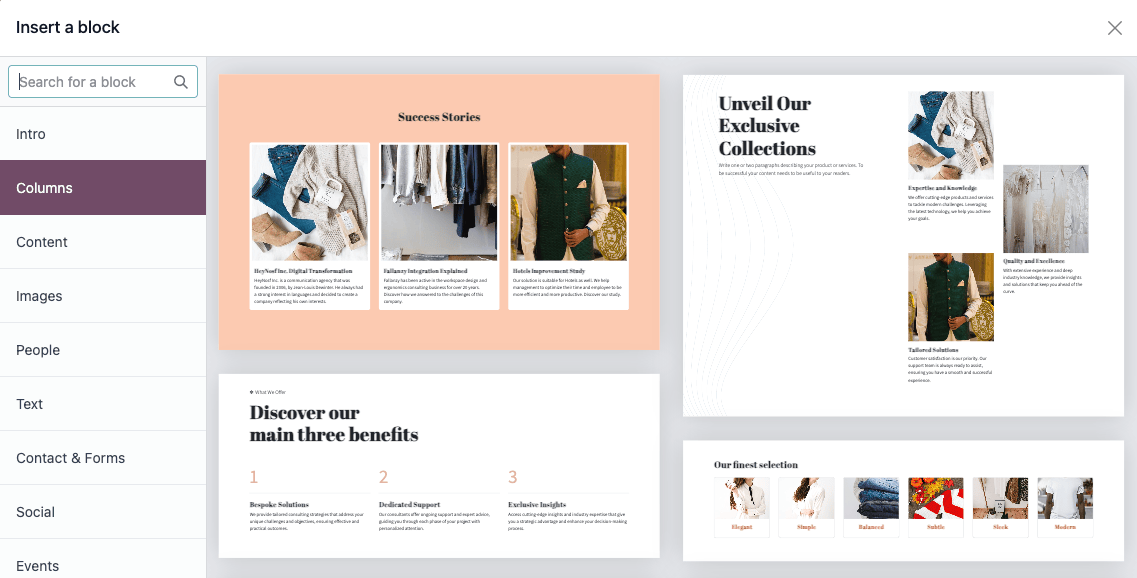 Insert a block
Search for a block
Intro
Columns
Content
Images
People
Text
Contact & Forms
Social
Events
Success Stories
HeyNosf Inc. Digital Transformation
HeyNosf Inc. is a communication agency that was
founded in 2006, by Jean-Louis Bewinter. He always had
a strong interest in languages and decided to create a
company reflecting his own interests.
Fallanzy Integration Explained
Fallanzy has been active in the workspace design and
ergonomics consulting business for over 20 years.
Discover how we answered to the challenges of this
company.
Hotels Improvement Study
Our solution is suitable for Hotels as well. We help
management to optimize their time and employee to be
more efficient and more productive. Discover our study.
Unveil Our
Exclusive
Collections
Write one or two paragraphs describing your product or services. To
be successful your content needs to be useful to your readers.
Expertise and Knowledge
We offer cutting-edge products and services
to tackle modern challenges. Leveraging
the latest technology, we help you achieve
your goals.
Quality and Excellence
With extensive experience and deep
industry knowledge, we provide insights
and solutions that keep you ahead of the
curve.
Tailored Solutions
Customer satisfaction is our priority. Our
support team is always ready to assist,
ensuring you have a smooth and successful
experience.
What We Offer
Discover our
main three benefits
1
Bespoke Solutions
We provide tailored consulting strategies that address your
unique challenges and objectives, ensuring effective and
practical outcomes.
2
Dedicated Support
Our consultants offer ongoing support and expert advice,
guiding you through each phase of your project with
personalized attention.
3
Exclusive Insights
Access cutting-edge insights and industry expertise that give
you a strategic advantage and enhance your decision-making
process.
Our finest selection
Elegant
Simple
Balanced
Subtle
Sleek
Modern